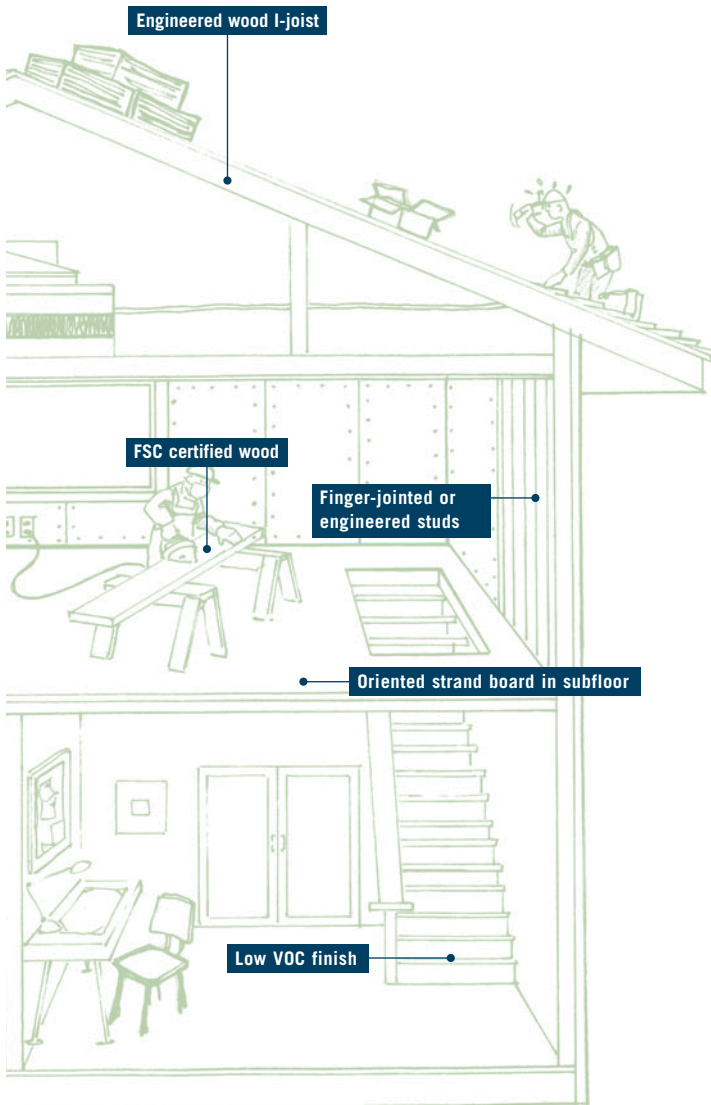 Engineered wood I-joist
FSC certified wood
Finger-jointed or
engineered studs
Oriented strand board in subfloor
Low VOC finish